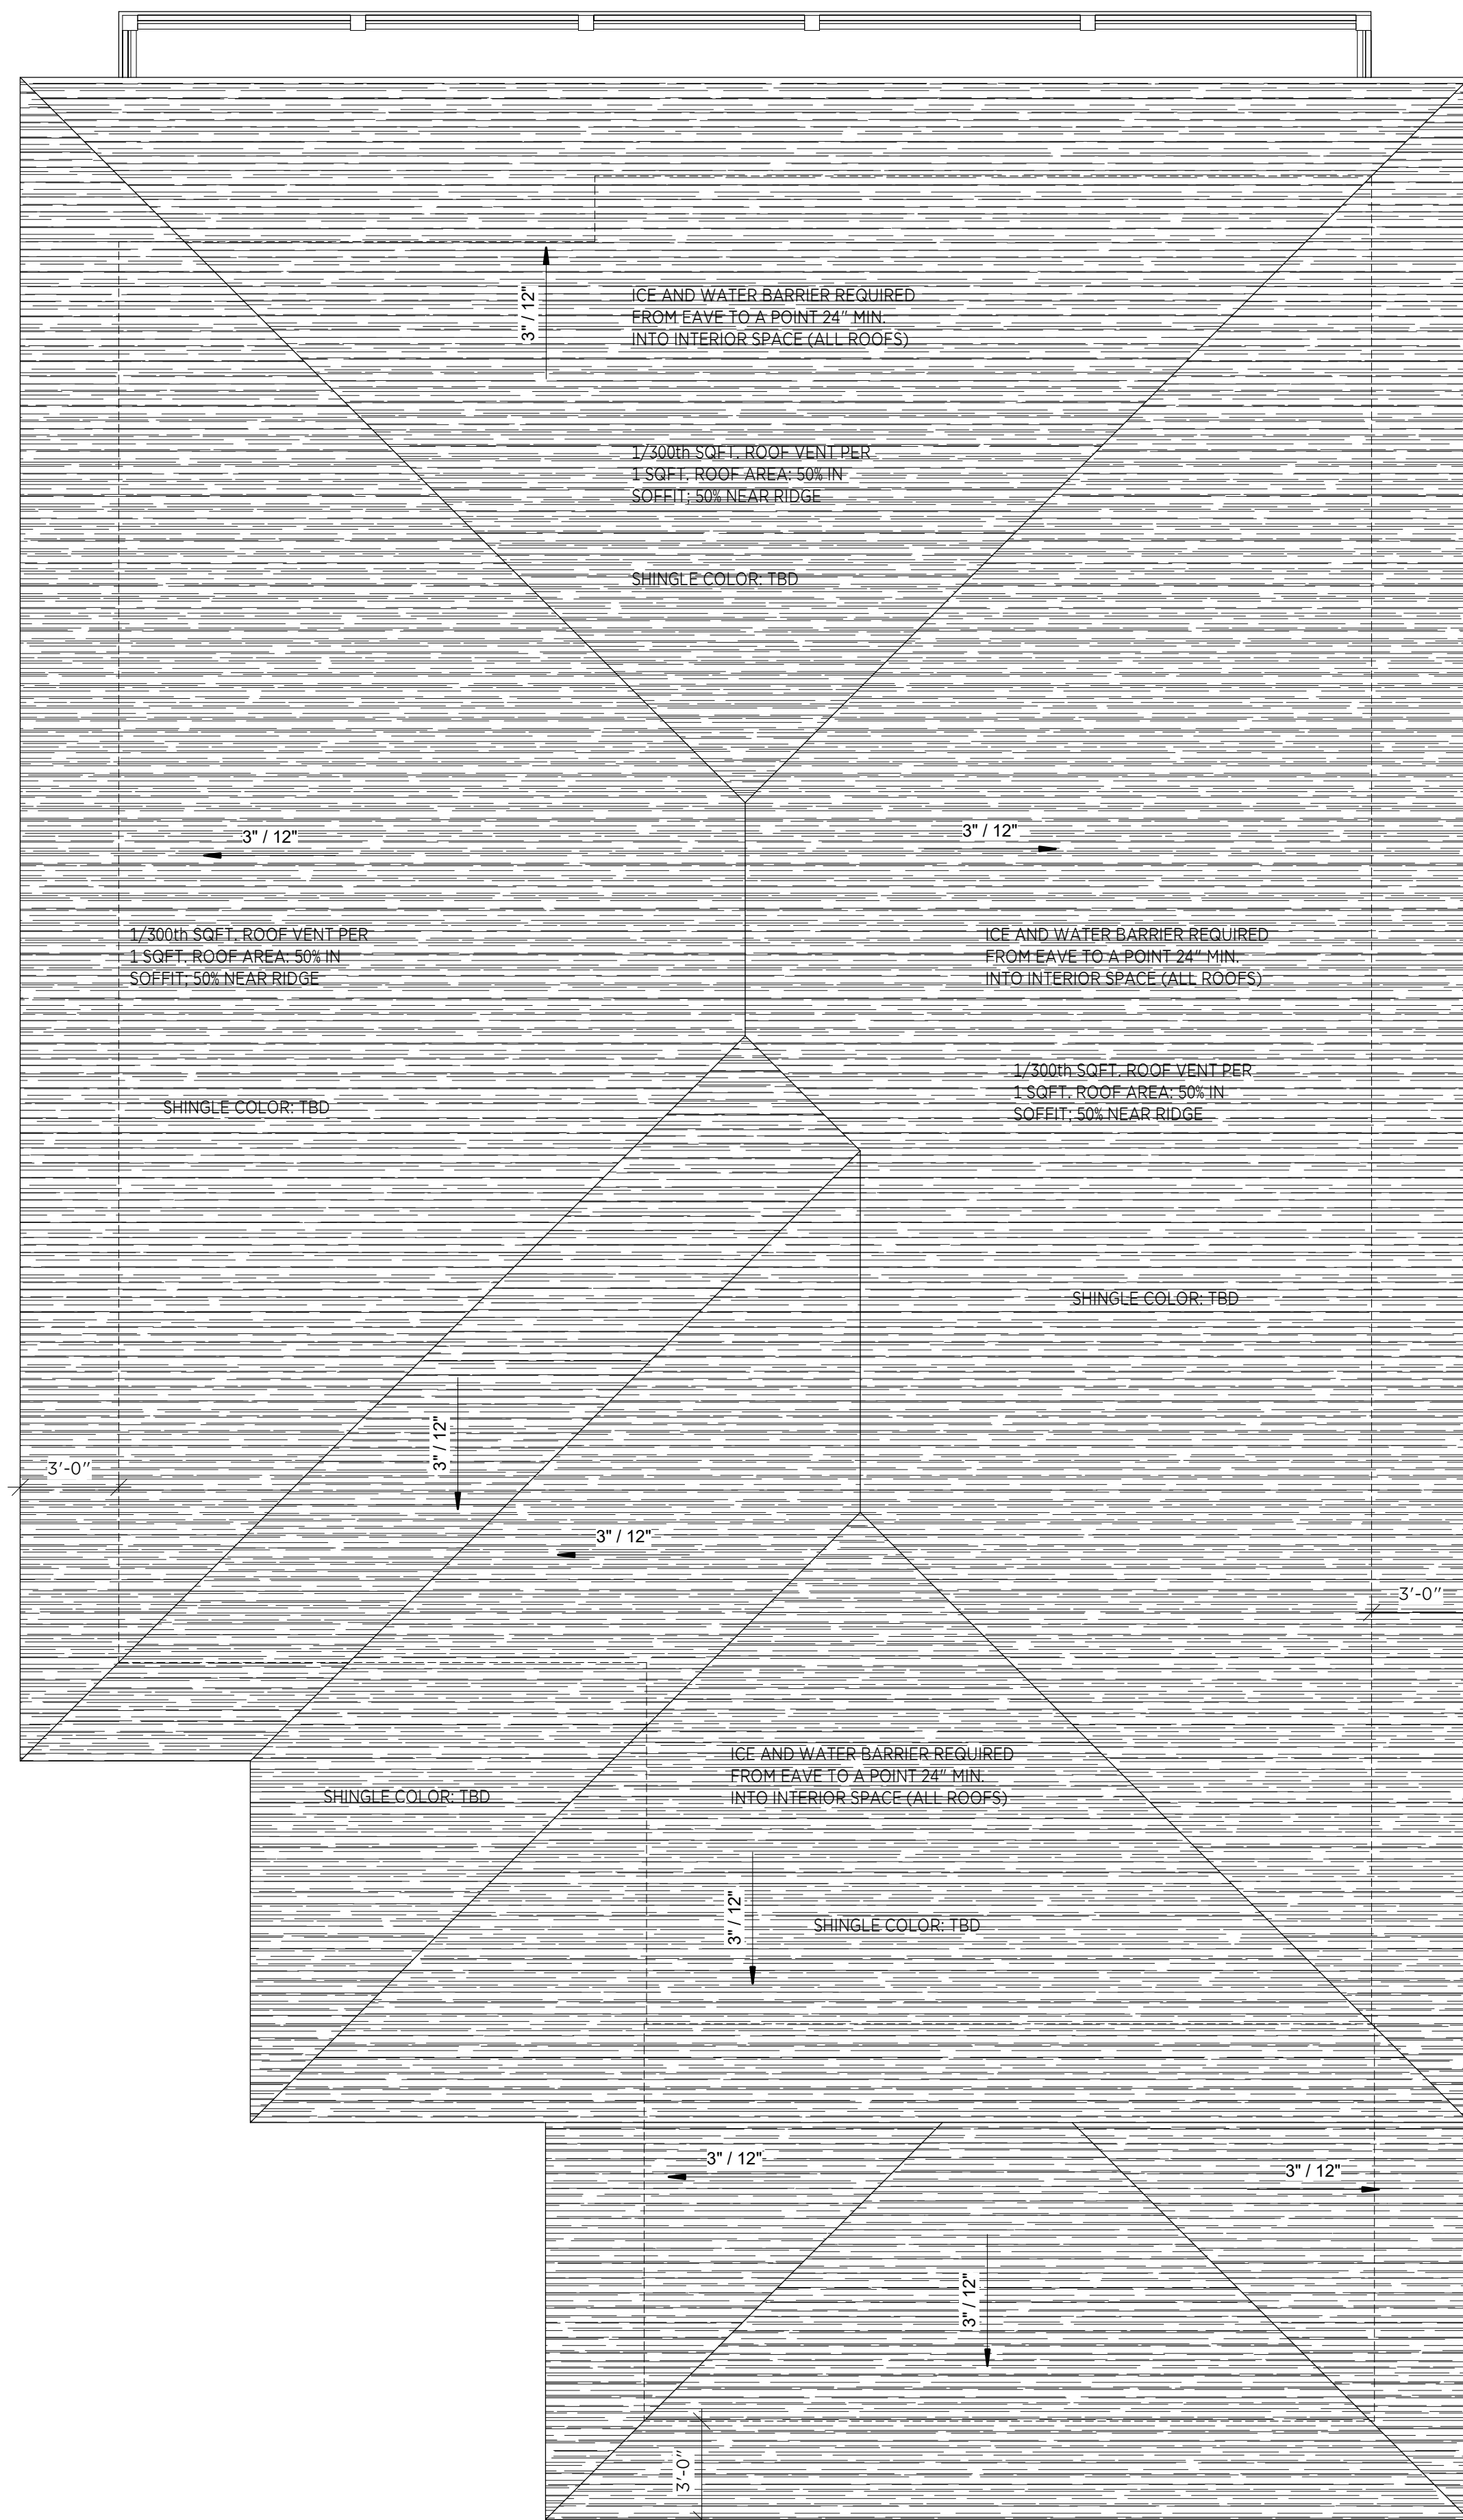 3" / 12"
ICE AND WATER BARRIER REQUIRED
FROM EAVE TO A POINT 24" MIN.
INTO INTERIOR SPACE (ALL ROOFS)
1/300th SQFT. ROOF VENT PER
1 SQFT. ROOF AREA: 50% IN
SOFFIT; 50% NEAR RIDGE
SHINGLE COLOR: TBD
3" / 12"
3" / 12"
1/300th SQFT. ROOF VENT PER
1 SQFT. ROOF AREA: 50% IN
SOFFIT; 50% NEAR RIDGE
ICE AND WATER BARRIER REQUIRED
FROM EAVE TO A POINT 24" MIN.
INTO INTERIOR SPACE (ALL ROOFS)
1/300th SQFT. ROOF VENT PER
1 SQFT. ROOF AREA: 50% IN
SOFFIT; 50% NEAR RIDGE
SHINGLE COLOR: TBD
SHINGLE COLOR: TBD
3" / 12"
3'-0"
3" / 12"
3'-0"
ICE AND WATER BARRIER REQUIRED
FROM EAVE TO A POINT 24" MIN.
INTO INTERIOR SPACE (ALL ROOFS)
SHINGLE COLOR: TBD
3" / 12"
SHINGLE COLOR: TBD
3" / 12"
3" / 12"
3" / 12"
3'-0"